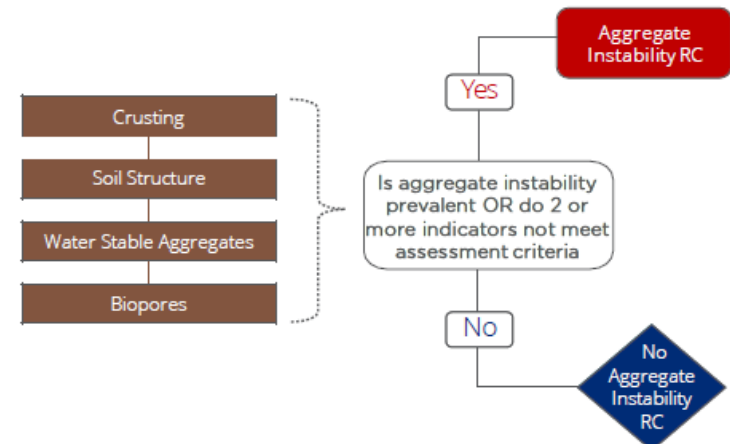 Aggregate
Instability RC
Yes
Crusting
Soil Structure
Water Stable Aggregates
Biopores
Is aggregate instability
prevalent OR do 2 or
more indicators not meet
assessment criteria
No
No
Aggregate
Instability
RC